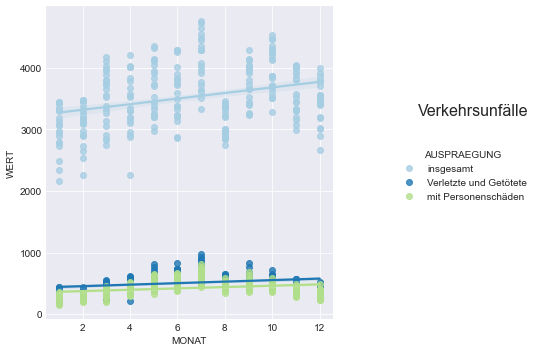 4000
3000
2000
1000
0
WERT
2
4
6
8
10
12
MONAT
Verkehrsunfälle
AUSPRAEGUNG
insgesamt
Verletzte und Getötete
mit Personenschäden